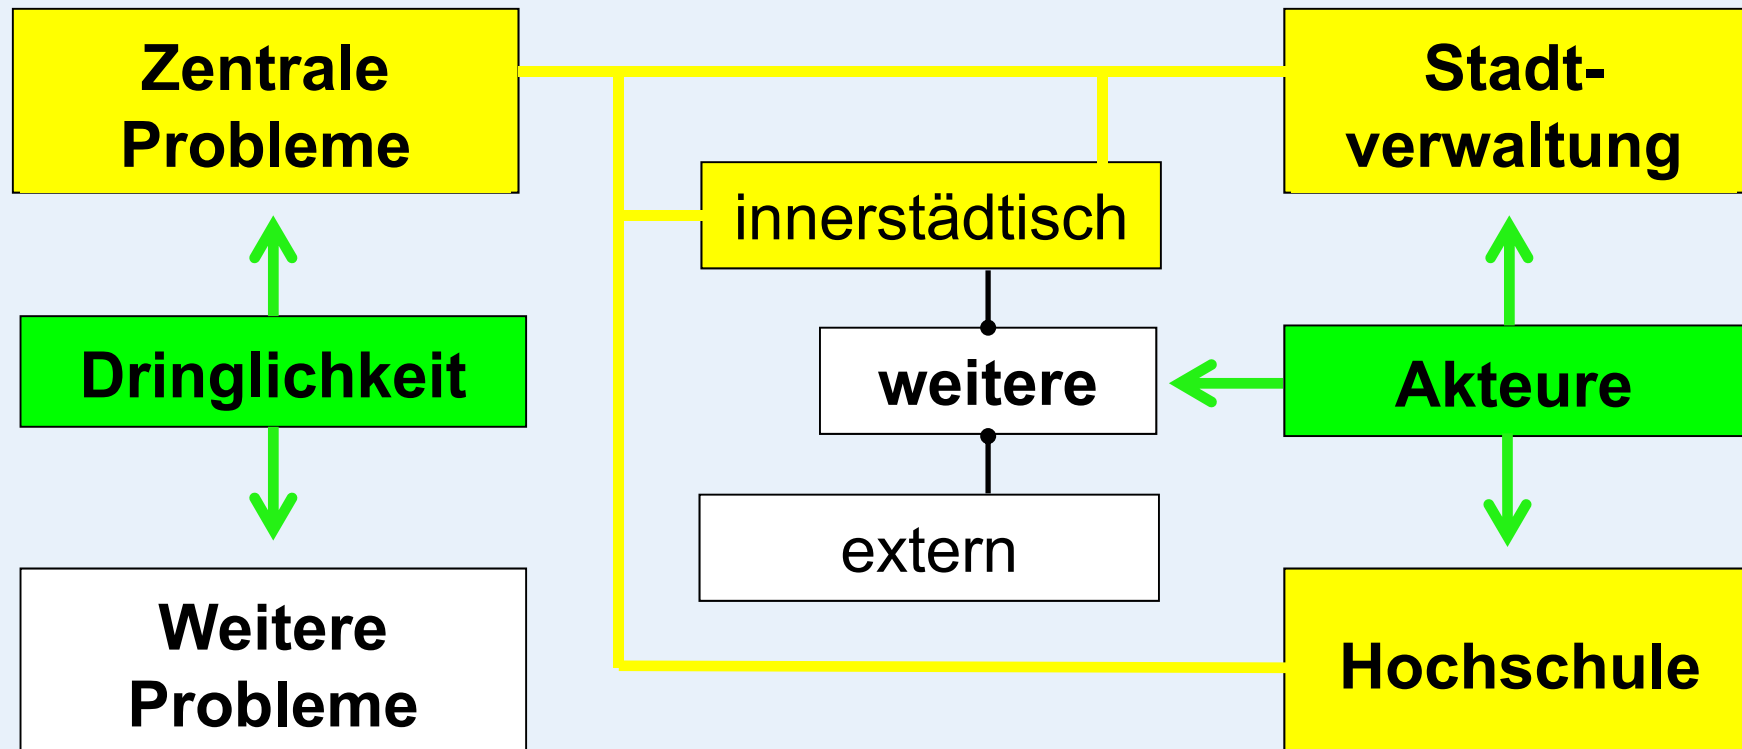 Zentrale
Probleme
Stadt-
verwaltung
innerstädtisch
Dringlichkeit
weitere
Akteure
extern
Weitere
Probleme
Hochschule